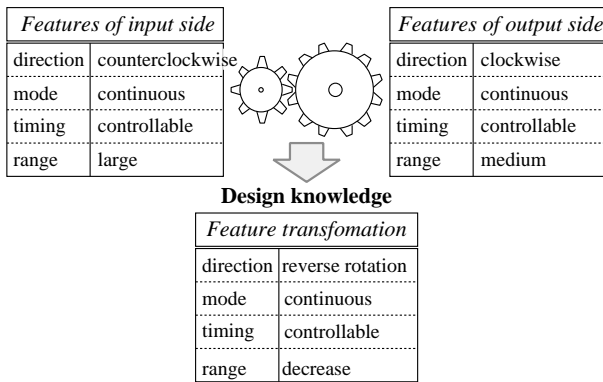 Features of input side
direction counterclockwise
mode continuous
timing controllable
range large
Features of output side
direction clockwise
mode continuous
timing controllable
range medium
Design knowledge
Feature transfomation
direction reverse rotation
mode continuous
timing controllable
range decrease